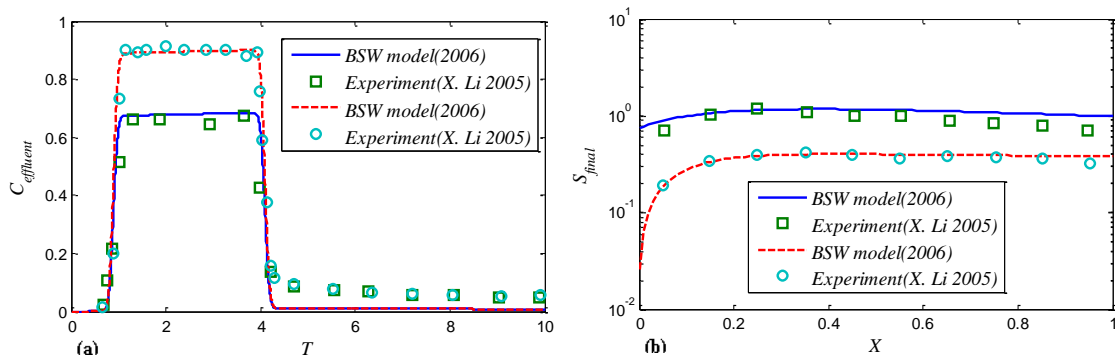 1
0.8
0.6
0.4
0.2
0
0 2 4 6 8 10
C_effluent
T
(a)
BSW model(2006)
Experiment(X. Li 2005)
BSW model(2006)
Experiment(X. Li 2005)
10^1
10^0
10^-1
10^-2
0 0.2 0.4 0.6 0.8 1
S_final
X
(b)
BSW model(2006)
Experiment(X. Li 2005)
BSW model(2006)
Experiment(X. Li 2005)